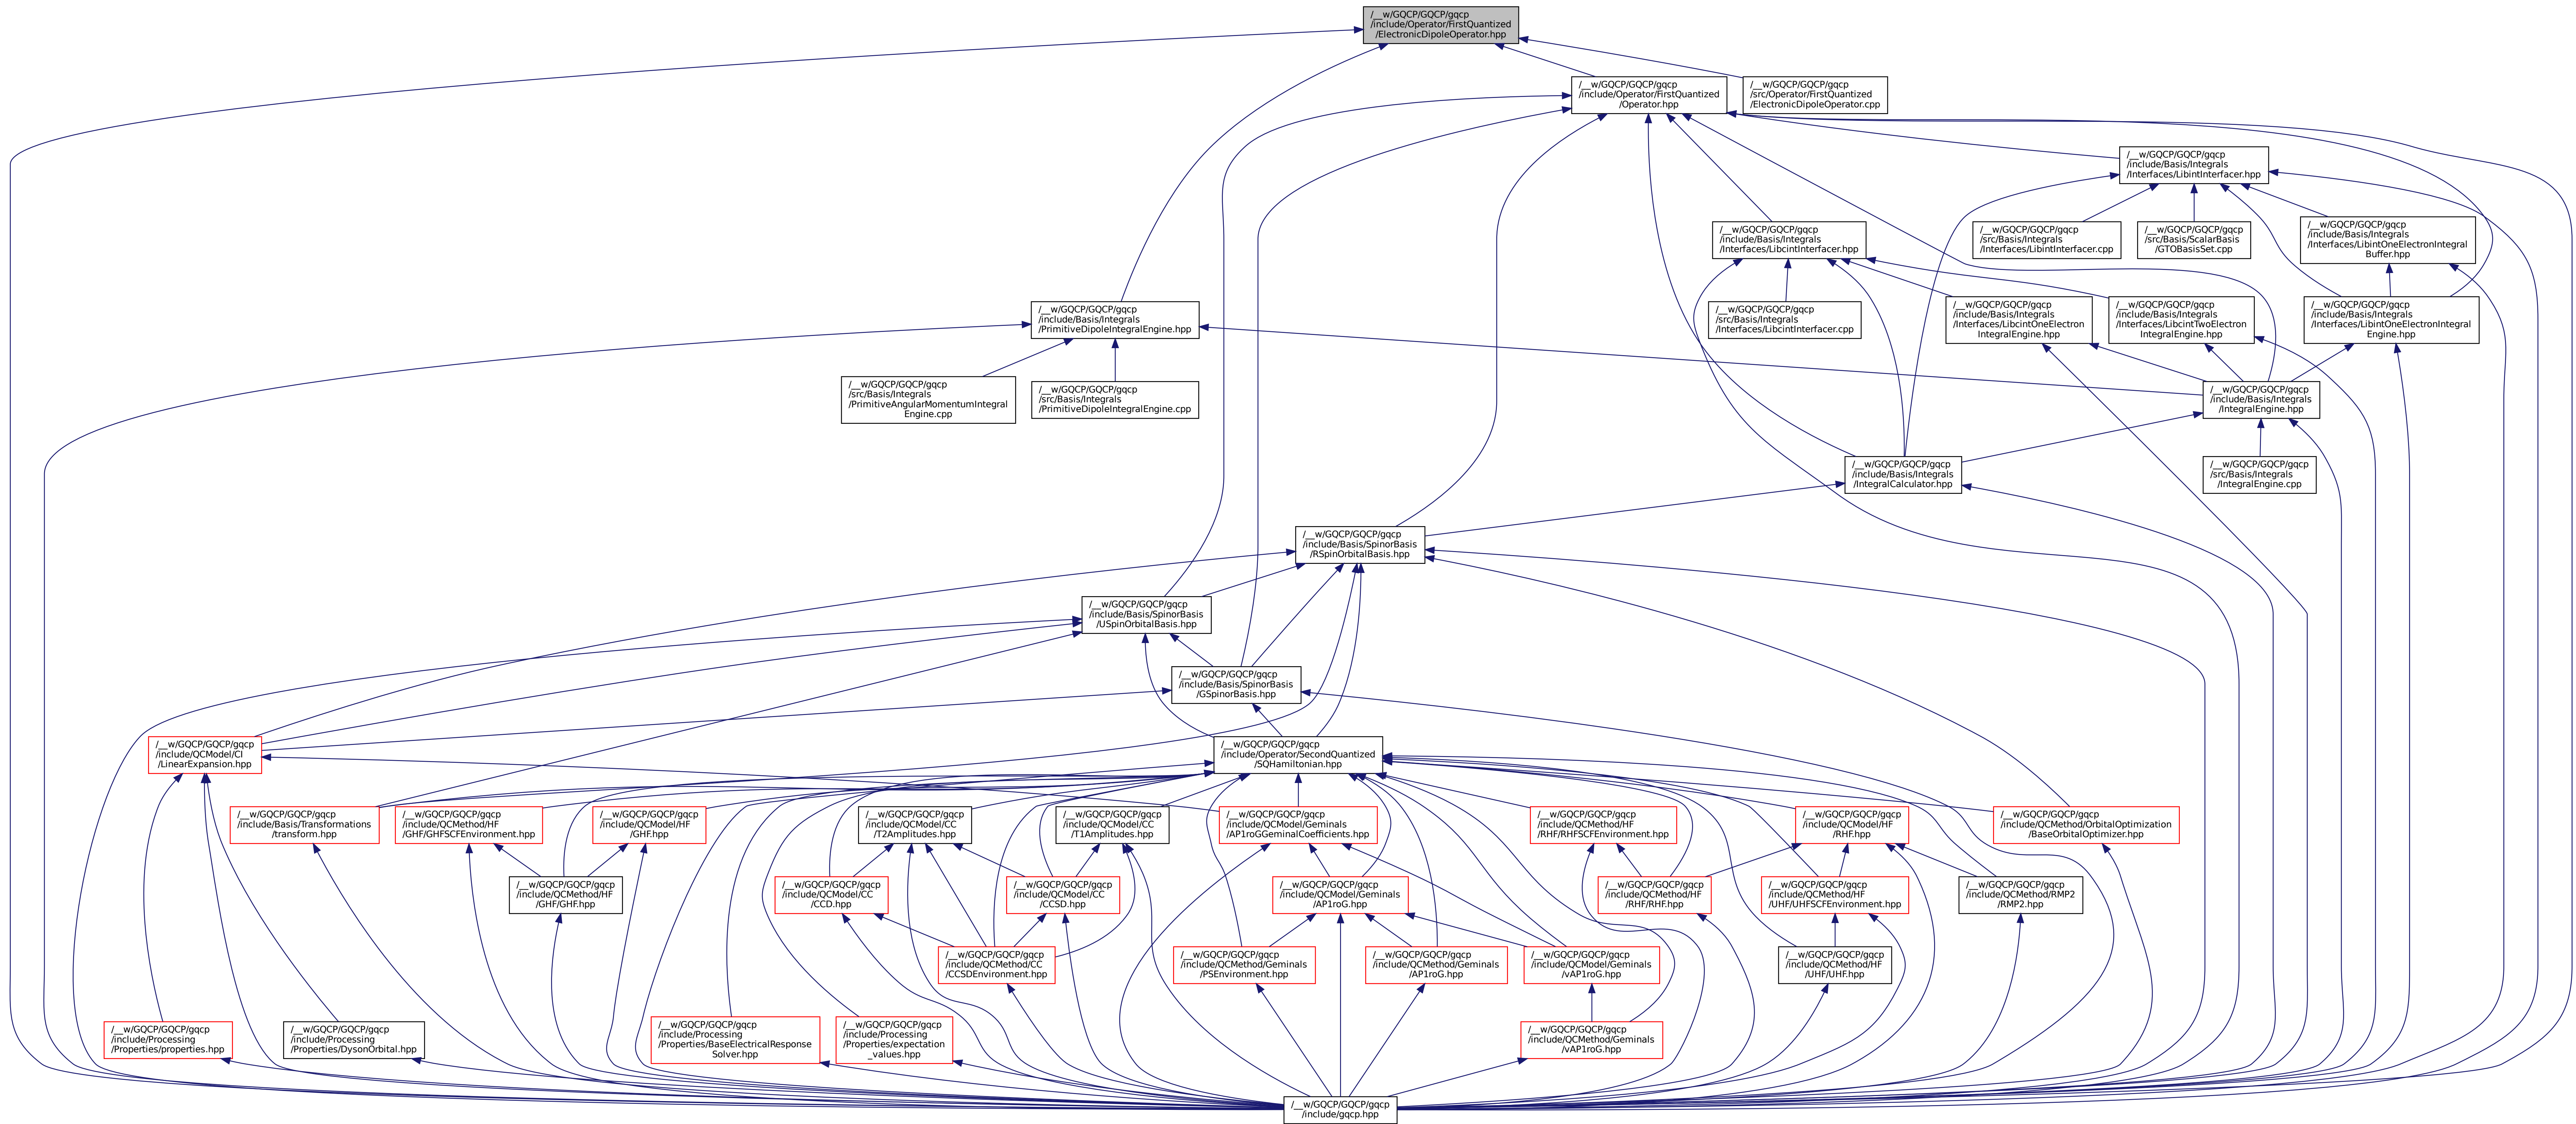 /__w/GQCP/GQCP/gqcp
/include/Operator/FirstQuantized
/ElectronicDipoleOperator.hpp
/__w/GQCP/GQCP/gqcp
/include/Operator/FirstQuantized
/Operator.hpp
/__w/GQCP/GQCP/gqcp
/src/Operator/FirstQuantized
/ElectronicDipoleOperator.cpp
/__w/GQCP/GQCP/gqcp
/include/Basis/Integrals
/Interfaces/LibintInterfacer.hpp
/__w/GQCP/GQCP/gqcp
/include/Basis/Integrals
/Interfaces/LibcintInterfacer.hpp
/__w/GQCP/GQCP/gqcp
/src/Basis/Integrals
/Interfaces/LibintInterfacer.cpp
/__w/GQCP/GQCP/gqcp
/src/Basis/ScalarBasis
/GTOBasisSet.cpp
/__w/GQCP/GQCP/gqcp
/include/Basis/Integrals
/Interfaces/LibintOneElectronIntegral
Buffer.hpp
/__w/GQCP/GQCP/gqcp
/include/Basis/Integrals
/PrimitiveDipoleIntegralEngine.hpp
/__w/GQCP/GQCP/gqcp
/src/Basis/Integrals
/Interfaces/LibcintInterfacer.cpp
/__w/GQCP/GQCP/gqcp
/include/Basis/Integrals
/Interfaces/LibcintOneElectron
IntegralEngine.hpp
/__w/GQCP/GQCP/gqcp
/include/Basis/Integrals
/Interfaces/LibcintTwoElectron
IntegralEngine.hpp
/__w/GQCP/GQCP/gqcp
/include/Basis/Integrals
/Interfaces/LibintOneElectronIntegral
Engine.hpp
/__w/GQCP/GQCP/gqcp
/src/Basis/Integrals
/PrimitiveAngularMomentumIntegral
Engine.cpp
/__w/GQCP/GQCP/gqcp
/src/Basis/Integrals
/PrimitiveDipoleIntegralEngine.cpp
/__w/GQCP/GQCP/gqcp
/include/Basis/Integrals
/IntegralEngine.hpp
/__w/GQCP/GQCP/gqcp
/include/Basis/Integrals
/IntegralCalculator.hpp
/__w/GQCP/GQCP/gqcp
/src/Basis/Integrals
/IntegralEngine.cpp
/__w/GQCP/GQCP/gqcp
/include/Basis/SpinorBasis
/RSpinOrbitalBasis.hpp
/__w/GQCP/GQCP/gqcp
/include/Basis/SpinorBasis
/USpinOrbitalBasis.hpp
/__w/GQCP/GQCP/gqcp
/include/Basis/SpinorBasis
/GSpinorBasis.hpp
/__w/GQCP/GQCP/gqcp
/include/QCModel/CI
/LinearExpansion.hpp
/__w/GQCP/GQCP/gqcp
/include/Operator/SecondQuantized
/SQHamiltonian.hpp
/__w/GQCP/GQCP/gqcp
/include/Basis/Transformations
/transform.hpp
/__w/GQCP/GQCP/gqcp
/include/QCMethod/HF
/GHF/GHFSCFEnvironment.hpp
/__w/GQCP/GQCP/gqcp
/include/QCModel/HF
/GHF.hpp
/__w/GQCP/GQCP/gqcp
/include/QCModel/CC
/T2Amplitudes.hpp
/__w/GQCP/GQCP/gqcp
/include/QCModel/CC
/T1Amplitudes.hpp
/__w/GQCP/GQCP/gqcp
/include/QCModel/Geminals
/AP1roGGeminalCoefficients.hpp
/__w/GQCP/GQCP/gqcp
/include/QCMethod/HF
/RHF/RHFSCFEnvironment.hpp
/__w/GQCP/GQCP/gqcp
/include/QCModel/HF
/RHF.hpp
/__w/GQCP/GQCP/gqcp
/include/QCMethod/OrbitalOptimization
/BaseOrbitalOptimizer.hpp
/__w/GQCP/GQCP/gqcp
/include/QCMethod/HF
/GHF/GHF.hpp
/__w/GQCP/GQCP/gqcp
/include/QCModel/CC
/CCD.hpp
/__w/GQCP/GQCP/gqcp
/include/QCModel/CC
/CCSD.hpp
/__w/GQCP/GQCP/gqcp
/include/QCModel/Geminals
/AP1roG.hpp
/__w/GQCP/GQCP/gqcp
/include/QCMethod/HF
/RHF/RHF.hpp
/__w/GQCP/GQCP/gqcp
/include/QCMethod/HF
/UHF/UHFSCFEnvironment.hpp
/__w/GQCP/GQCP/gqcp
/include/QCMethod/RMP2
/RMP2.hpp
/__w/GQCP/GQCP/gqcp
/include/QCMethod/CC
/CCSDEnvironment.hpp
/__w/GQCP/GQCP/gqcp
/include/QCMethod/Geminals
/PSEnvironment.hpp
/__w/GQCP/GQCP/gqcp
/include/QCMethod/Geminals
/AP1roG.hpp
/__w/GQCP/GQCP/gqcp
/include/QCModel/Geminals
/vAP1roG.hpp
/__w/GQCP/GQCP/gqcp
/include/QCMethod/HF
/UHF/UHF.hpp
/__w/GQCP/GQCP/gqcp
/include/Processing
/Properties/properties.hpp
/__w/GQCP/GQCP/gqcp
/include/Processing
/Properties/DysonOrbital.hpp
/__w/GQCP/GQCP/gqcp
/include/Processing
/Properties/BaseElectricalResponse
Solver.hpp
/__w/GQCP/GQCP/gqcp
/include/Processing
/Properties/expectation
_values.hpp
/__w/GQCP/GQCP/gqcp
/include/QCMethod/Geminals
/vAP1roG.hpp
/__w/GQCP/GQCP/gqcp
/include/gqcp.hpp